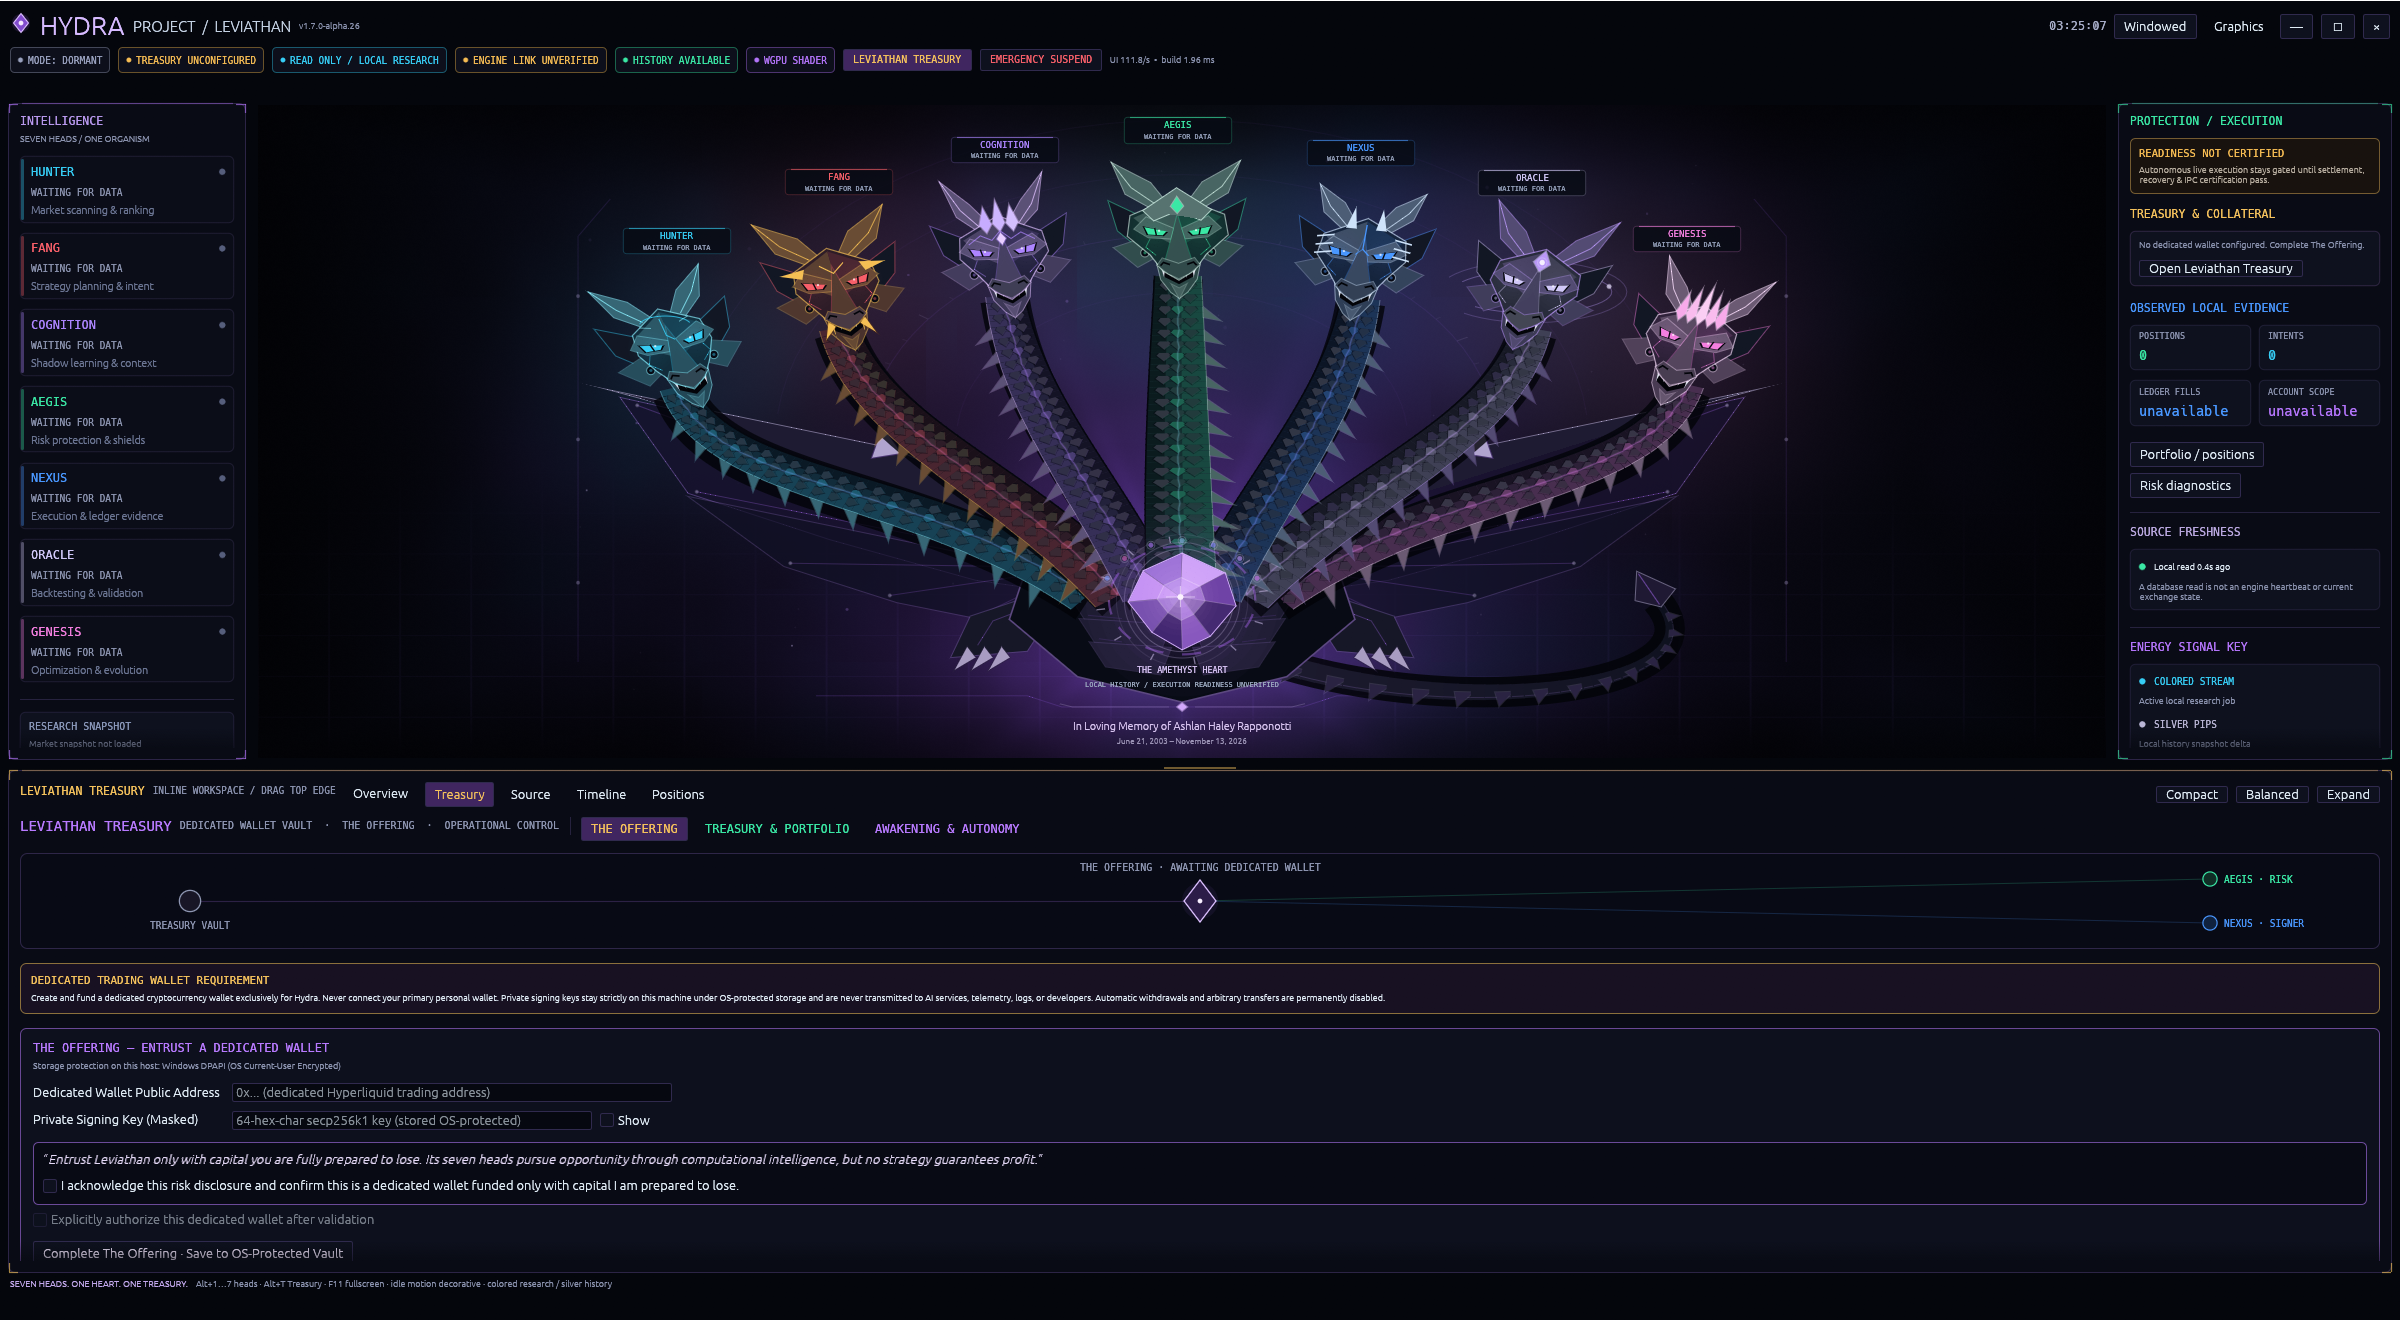 HYDRA PROJECT / LEVIATHAN v1.7.0-alpha.26
03:25:07 Windowed Graphics
MODE: DORMANT
TREASURY UNCONFIGURED
READ ONLY / LOCAL RESEARCH
ENGINE LINK UNVERIFIED
HISTORY AVAILABLE
WGPU SHADER
LEVIATHAN TREASURY
EMERGENCY SUSPEND
UI 111.8/s • build 1.96 ms
INTELLIGENCE
SEVEN HEADS / ONE ORGANISM
HUNTER
WAITING FOR DATA
Market scanning & ranking
FANG
WAITING FOR DATA
Strategy planning & intent
COGNITION
WAITING FOR DATA
Shadow learning & context
AEGIS
WAITING FOR DATA
Risk protection & shields
NEXUS
WAITING FOR DATA
Execution & ledger evidence
ORACLE
WAITING FOR DATA
Backtesting & validation
GENESIS
WAITING FOR DATA
Optimization & evolution
RESEARCH SNAPSHOT
Market snapshot not loaded
HUNTER
WAITING FOR DATA
FANG
WAITING FOR DATA
COGNITION
WAITING FOR DATA
AEGIS
WAITING FOR DATA
NEXUS
WAITING FOR DATA
ORACLE
WAITING FOR DATA
GENESIS
WAITING FOR DATA
THE AMETHYST HEART
LOCAL HISTORY / EXECUTION READINESS UNVERIFIED
In Loving Memory of Ashlan Haley Rapponotti
June 21, 2003 – November 13, 2026
PROTECTION / EXECUTION
READINESS NOT CERTIFIED
Autonomous live execution stays gated until settlement,
recovery & IPC certification pass.
TREASURY & COLLATERAL
No dedicated wallet configured. Complete The Offering.
Open Leviathan Treasury
OBSERVED LOCAL EVIDENCE
POSITIONS
0
INTENTS
0
LEDGER FILLS
unavailable
ACCOUNT SCOPE
unavailable
Portfolio / positions
Risk diagnostics
SOURCE FRESHNESS
Local read 0.4s ago
A database read is not an engine heartbeat or current
exchange state.
ENERGY SIGNAL KEY
COLORED STREAM
Active local research job
SILVER PIPS
Local history snapshot delta
LEVIATHAN TREASURY INLINE WORKSPACE / DRAG TOP EDGE Overview Treasury Source Timeline Positions Compact Balanced Expand
LEVIATHAN TREASURY DEDICATED WALLET VAULT · THE OFFERING · OPERATIONAL CONTROL THE OFFERING TREASURY & PORTFOLIO AWAKENING & AUTONOMY
THE OFFERING · AWAITING DEDICATED WALLET
TREASURY VAULT
AEGIS · RISK
NEXUS · SIGNER
DEDICATED TRADING WALLET REQUIREMENT
Create and fund a dedicated cryptocurrency wallet exclusively for Hydra. Never connect your primary personal wallet. Private signing keys stay strictly on this machine under OS-protected storage and are never transmitted to AI services, telemetry, logs, or developers. Automatic withdrawals and arbitrary transfers are permanently disabled.
THE OFFERING — ENTRUST A DEDICATED WALLET
Storage protection on this host: Windows DPAPI (OS Current-User Encrypted)
Dedicated Wallet Public Address 0x... (dedicated Hyperliquid trading address)
Private Signing Key (Masked) 64-hex-char secp256k1 key (stored OS-protected) Show
"Entrust Leviathan only with capital you are fully prepared to lose. Its seven heads pursue opportunity through computational intelligence, but no strategy guarantees profit."
I acknowledge this risk disclosure and confirm this is a dedicated wallet funded only with capital I am prepared to lose.
Explicitly authorize this dedicated wallet after validation
Complete The Offering · Save to OS-Protected Vault
SEVEN HEADS. ONE HEART. ONE TREASURY. Alt+1...7 heads · Alt+T Treasury · F11 fullscreen · idle motion decorative · colored research / silver history